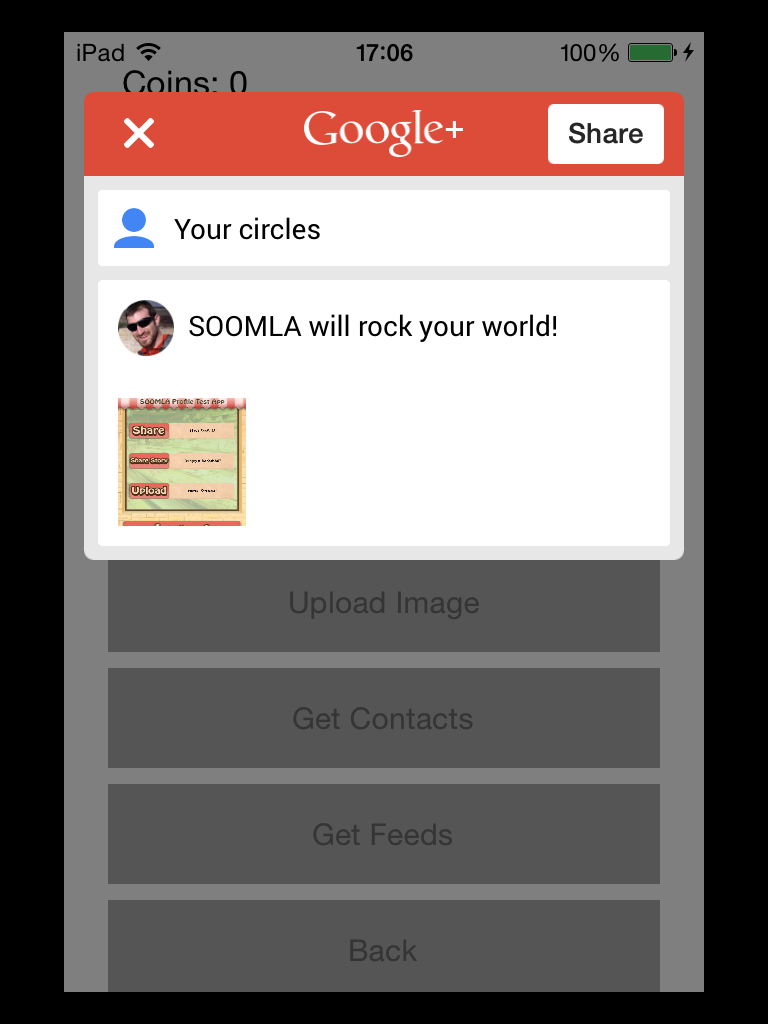 iPad 17:06 100%
Coins: 0
Google+ Share
Your circles
SOOMLA will rock your world!
SOOMLA Profile Test App
Share
Share Story
Upload
Upload Image
Get Contacts
Get Feeds
Back